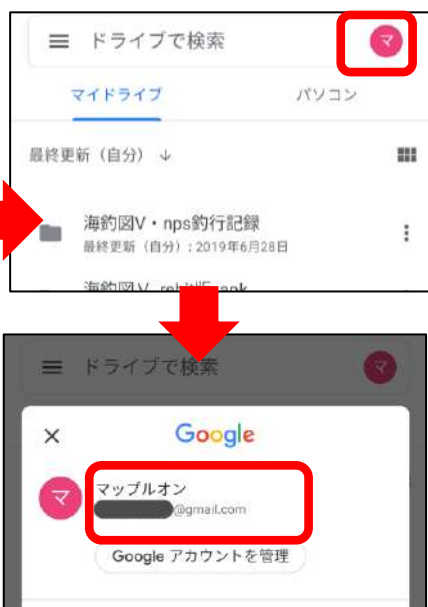 ドライブで検索
マ
マイドライブ
パソコン
最終更新（自分） ↓
海釣図V・nps釣行記録
最終更新（自分）: 2019年6月28日
海釣図V
ドライブで検索
マ
Google
マ
マップルオン
@gmail.com
Google アカウントを管理